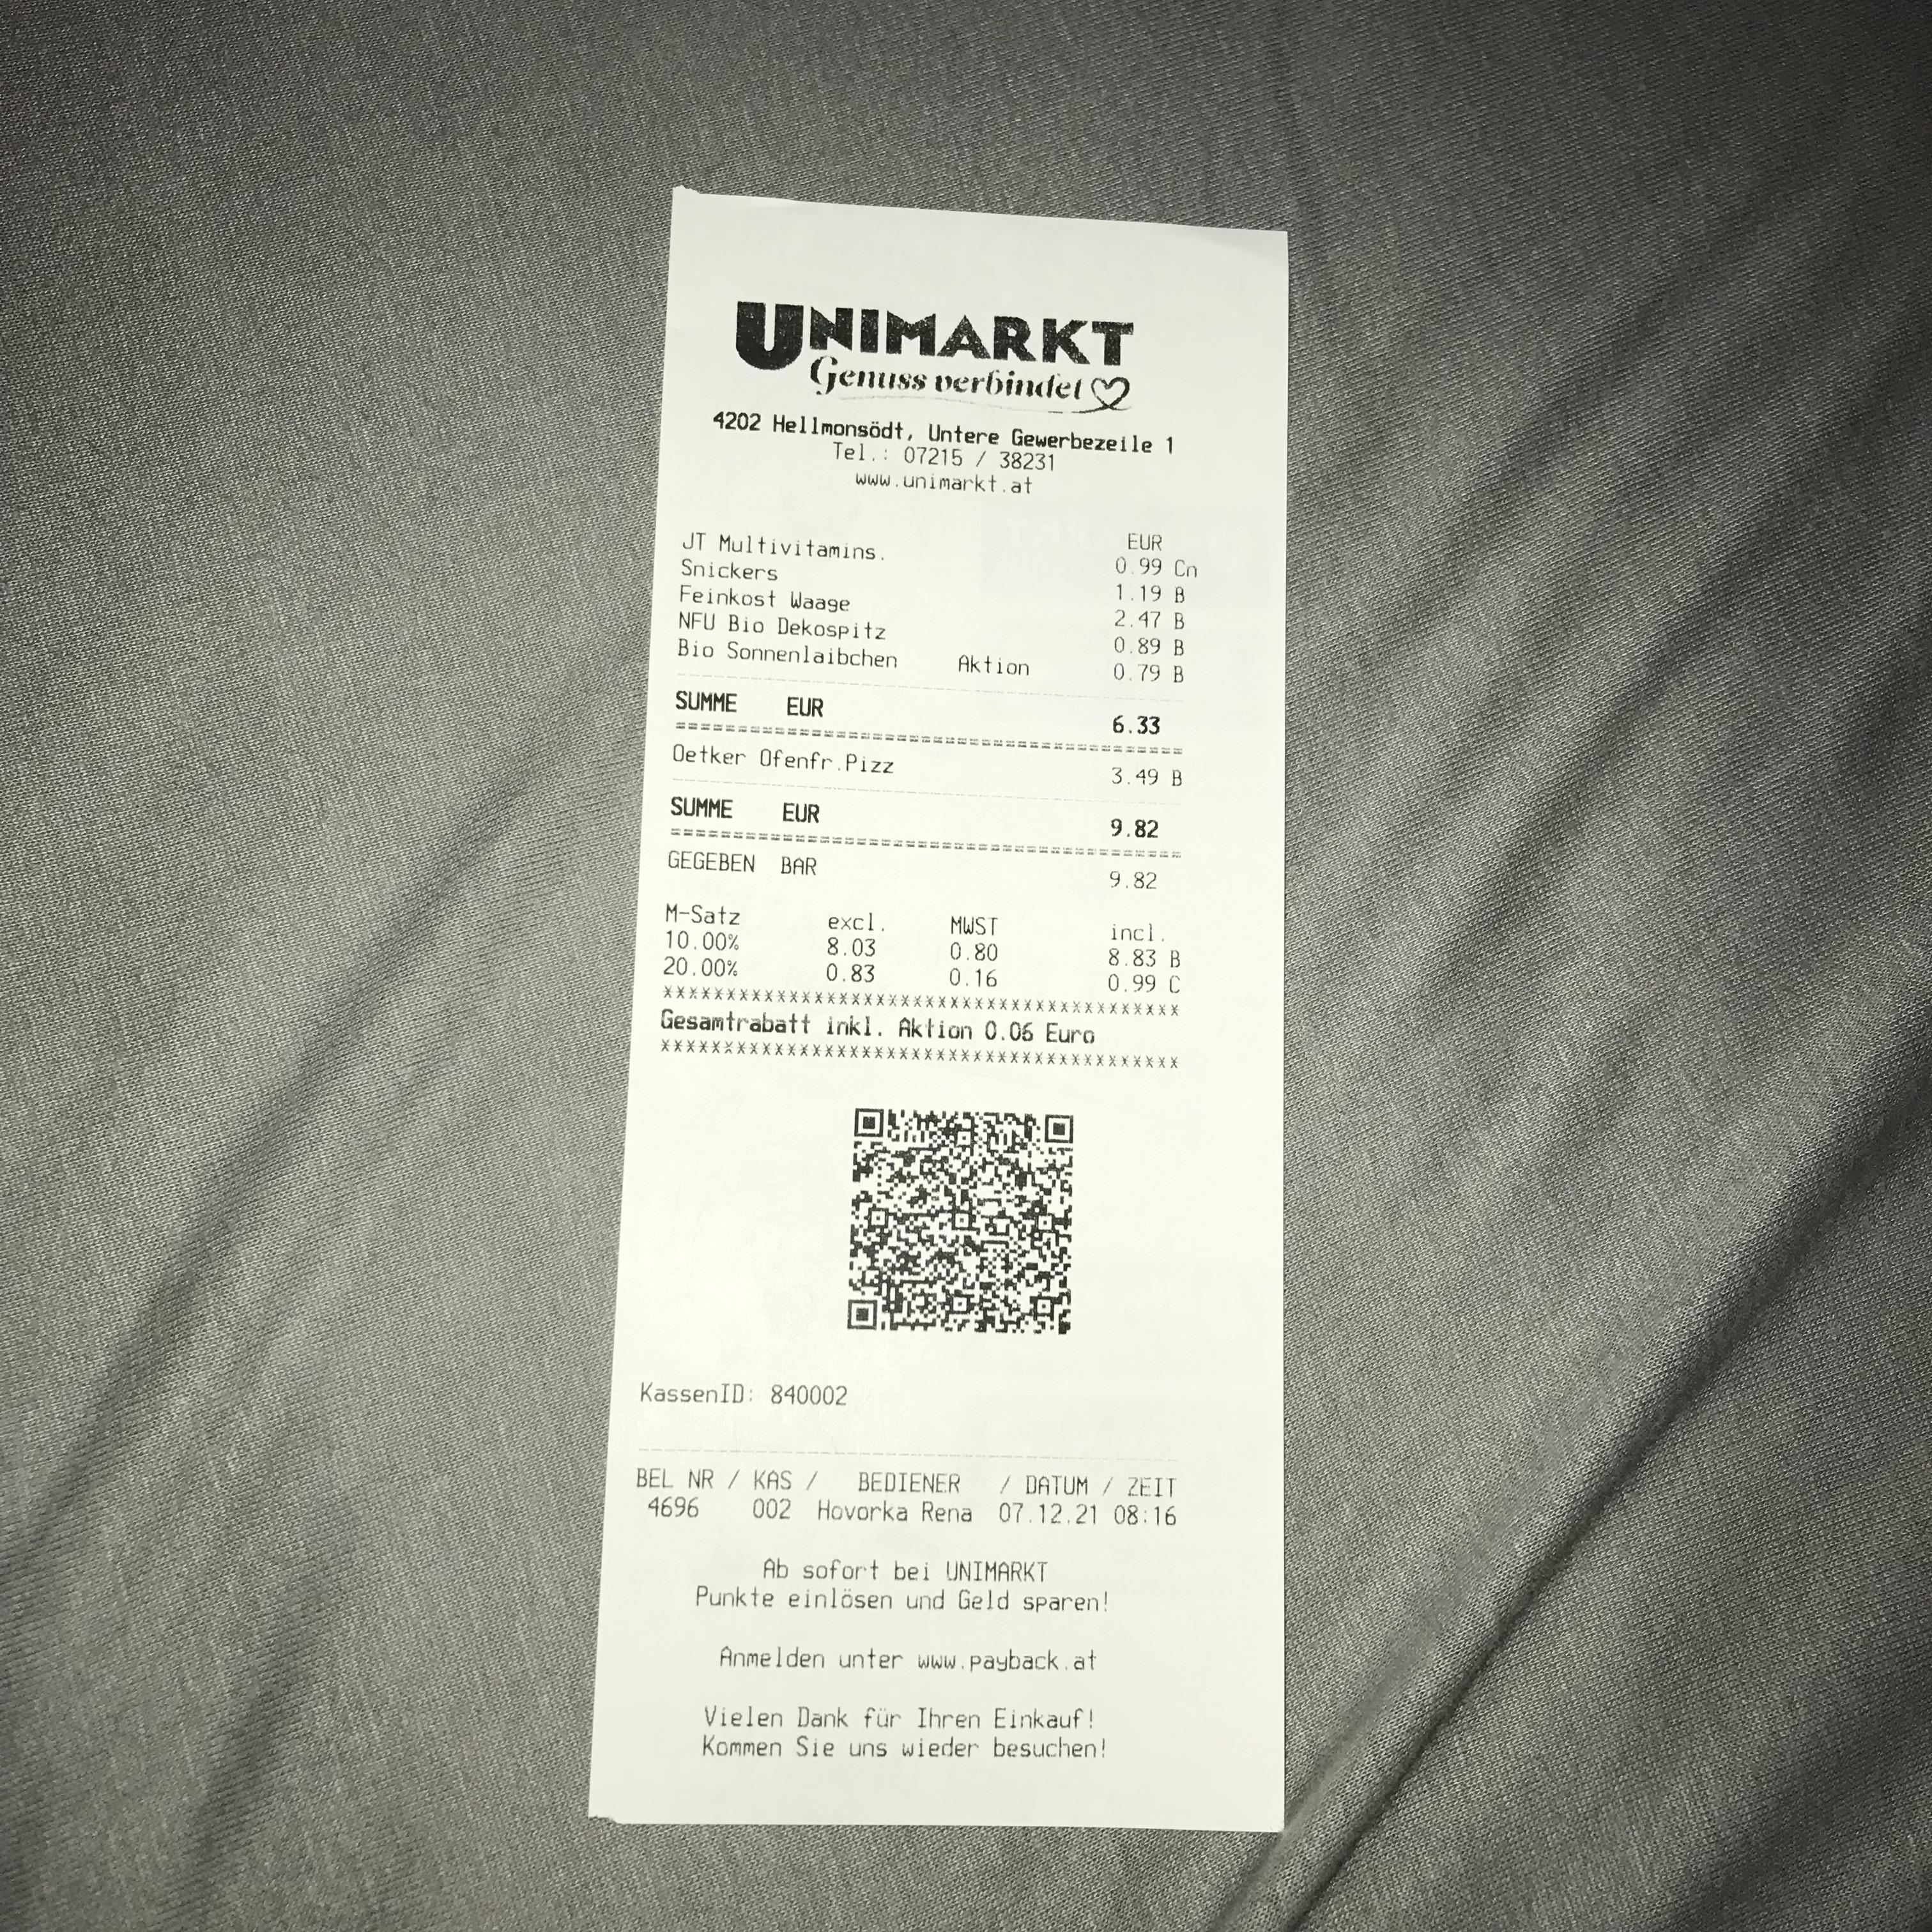 UNIMARKT
Genuss verbindet
4202 Hellmonsödt, Untere Gewerbezeile 1
Tel.: 07215 / 38231
www.unimarkt.at
EUR
JT Multivitamins. 0.99 Cn
Snickers 1.19 B
Feinkost Waage 2.47 B
NFU Bio Dekospitz 0.89 B
Bio Sonnenlaibchen Aktion 0.79 B
SUMME EUR 6.33
========================================
Oetker Ofenfr.Pizz 3.49 B
SUMME EUR 9.82
========================================
GEGEBEN BAR 9.82
M-Satz excl. MWST incl.
10.00% 8.03 0.80 8.83 B
20.00% 0.83 0.16 0.99 C
****************************************
Gesamtrabatt inkl. Aktion 0.06 Euro
****************************************
KassenID: 840002
BEL NR / KAS / BEDIENER / DATUM / ZEIT
4696 002 Hovorka Rena 07.12.21 08:16
Ab sofort bei UNIMARKT
Punkte einlösen und Geld sparen!
Anmelden unter www.payback.at
Vielen Dank für Ihren Einkauf!
Kommen Sie uns wieder besuchen!